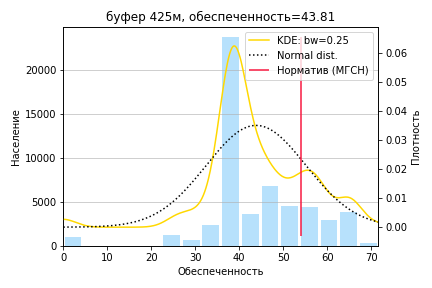 буфер 425м, обеспеченность=43.81
KDE: bw=0.25
Normal dist.
Норматив (МГСН)
Население
20000
15000
10000
5000
0
0.06
0.05
0.04
0.03
0.02
0.01
0.00
Плотность
0 10 20 30 40 50 60 70
Обеспеченность